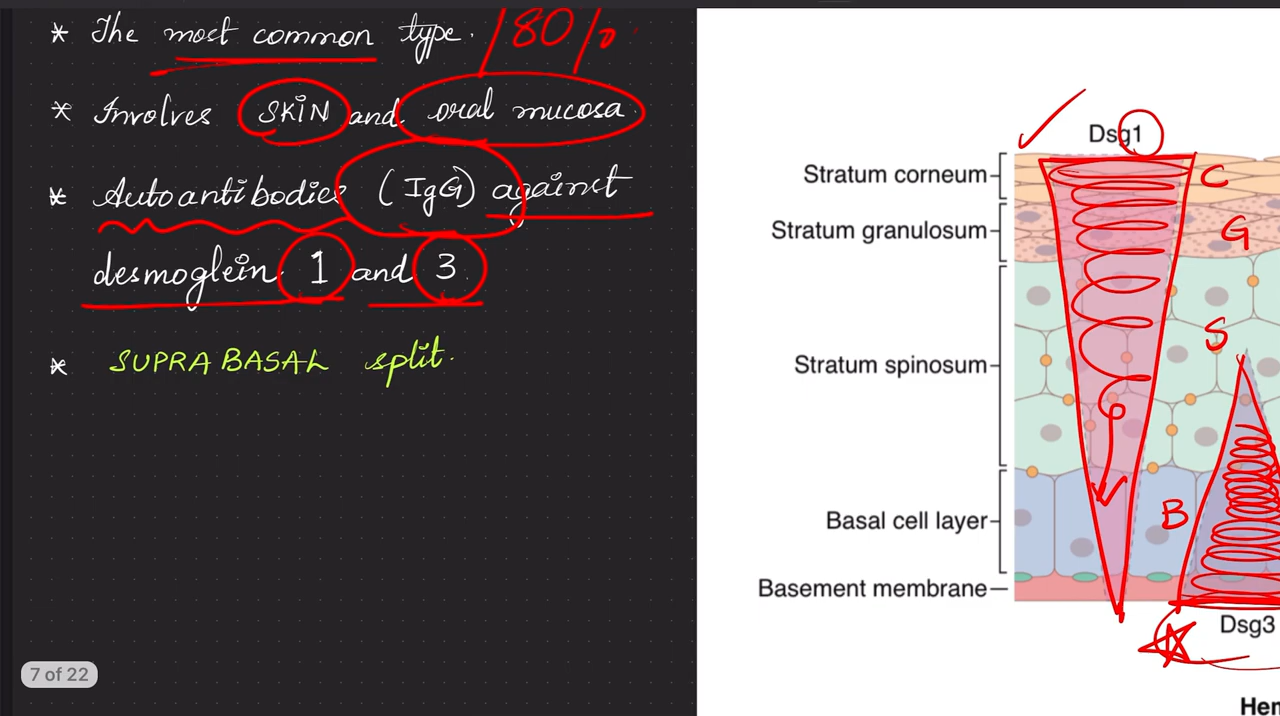 * The most common type. / 80%
* Involves SKIN and oral mucosa.
* Autoantibodies (IgG) against
desmoglein 1 and 3.
* SUPRABASAL split.
7 of 22
Dsg1
Stratum corneum
C
Stratum granulosum
G
Stratum spinosum
S
Basal cell layer
B
Basement membrane
Dsg3
Hem